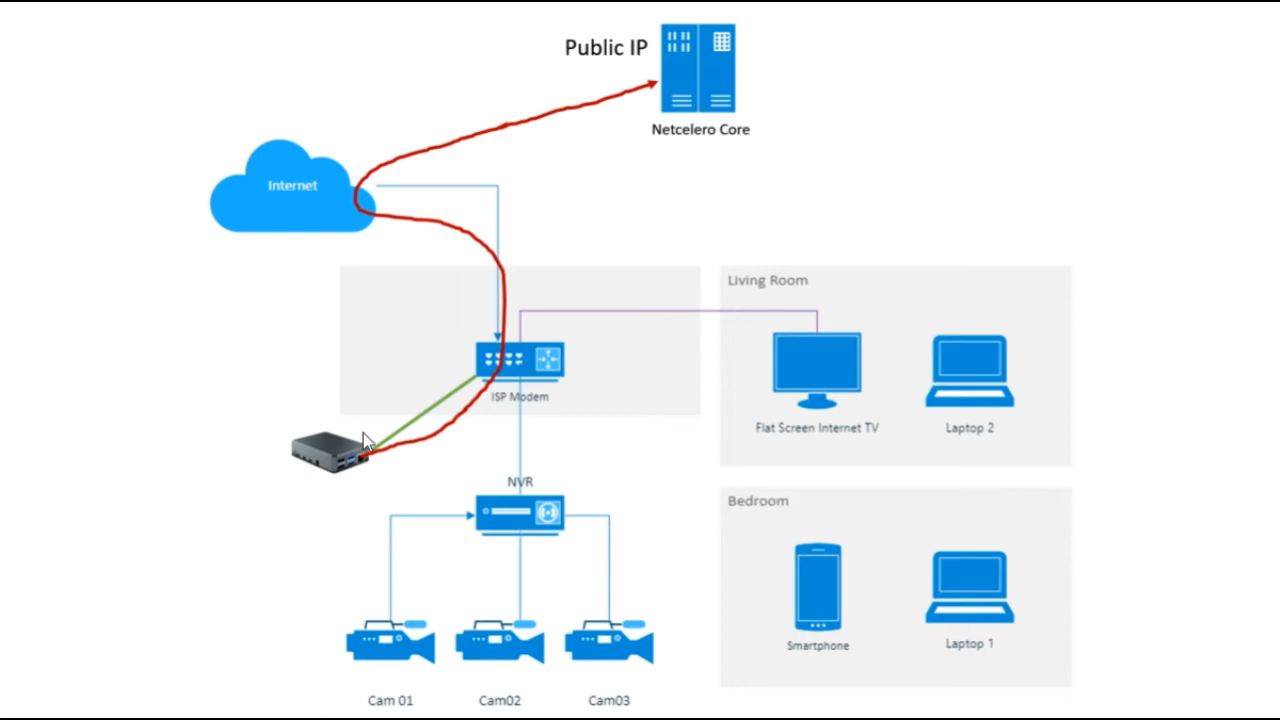 Public IP
Netcelero Core
Internet
Living Room
ISP Modem
Flat Screen Internet TV
Laptop 2
NVR
Bedroom
Smartphone
Laptop 1
Cam 01
Cam02
Cam03